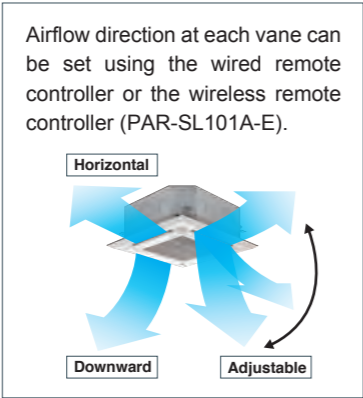 Airflow direction at each vane can
be set using the wired remote
controller or the wireless remote
controller (PAR-SL101A-E).
Horizontal
Downward
Adjustable